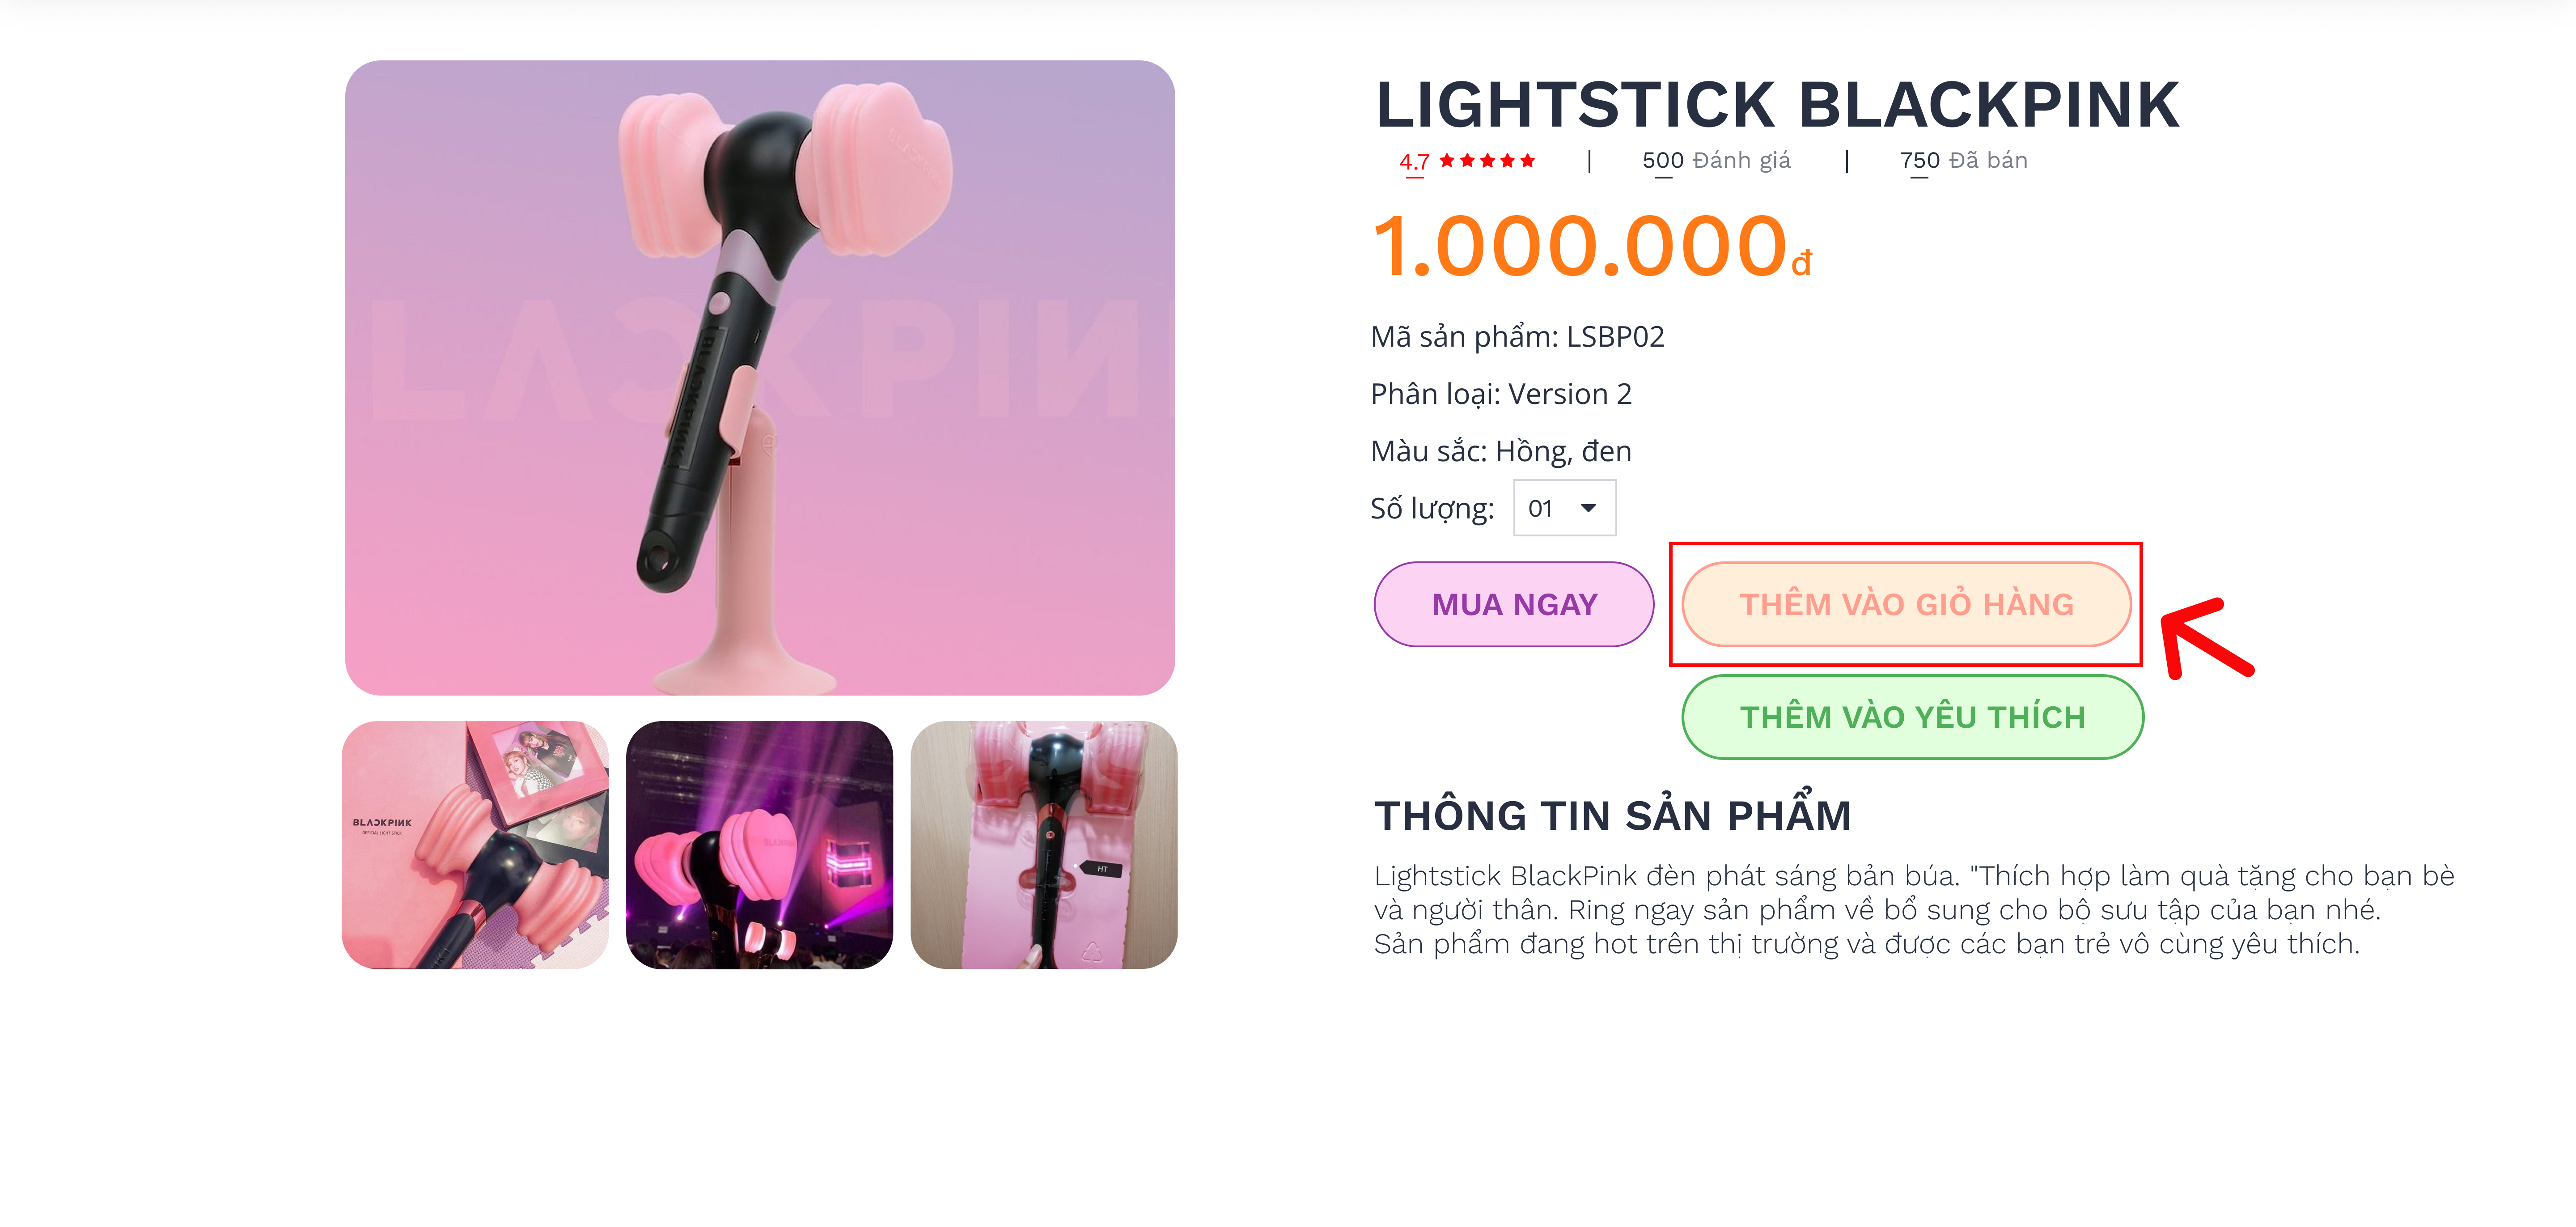 LIGHTSTICK BLACKPINK
4.7 ★★★★★ | 500 Đánh giá | 750 Đã bán
1.000.000đ
Mã sản phẩm: LSBP02
Phân loại: Version 2
Màu sắc: Hồng, đen
Số lượng: 01
MUA NGAY
THÊM VÀO GIỎ HÀNG
THÊM VÀO YÊU THÍCH
THÔNG TIN SẢN PHẨM
Lightstick BlackPink đèn phát sáng bản búa. "Thích hợp làm quà tặng cho bạn bè
và người thân. Ring ngay sản phẩm về bổ sung cho bộ sưu tập của bạn nhé.
Sản phẩm đang hot trên thị trường và được các bạn trẻ vô cùng yêu thích.
LACKPIN
BLACKPINK
BLACKPINK
OFFICIAL LIGHT STICK
HT